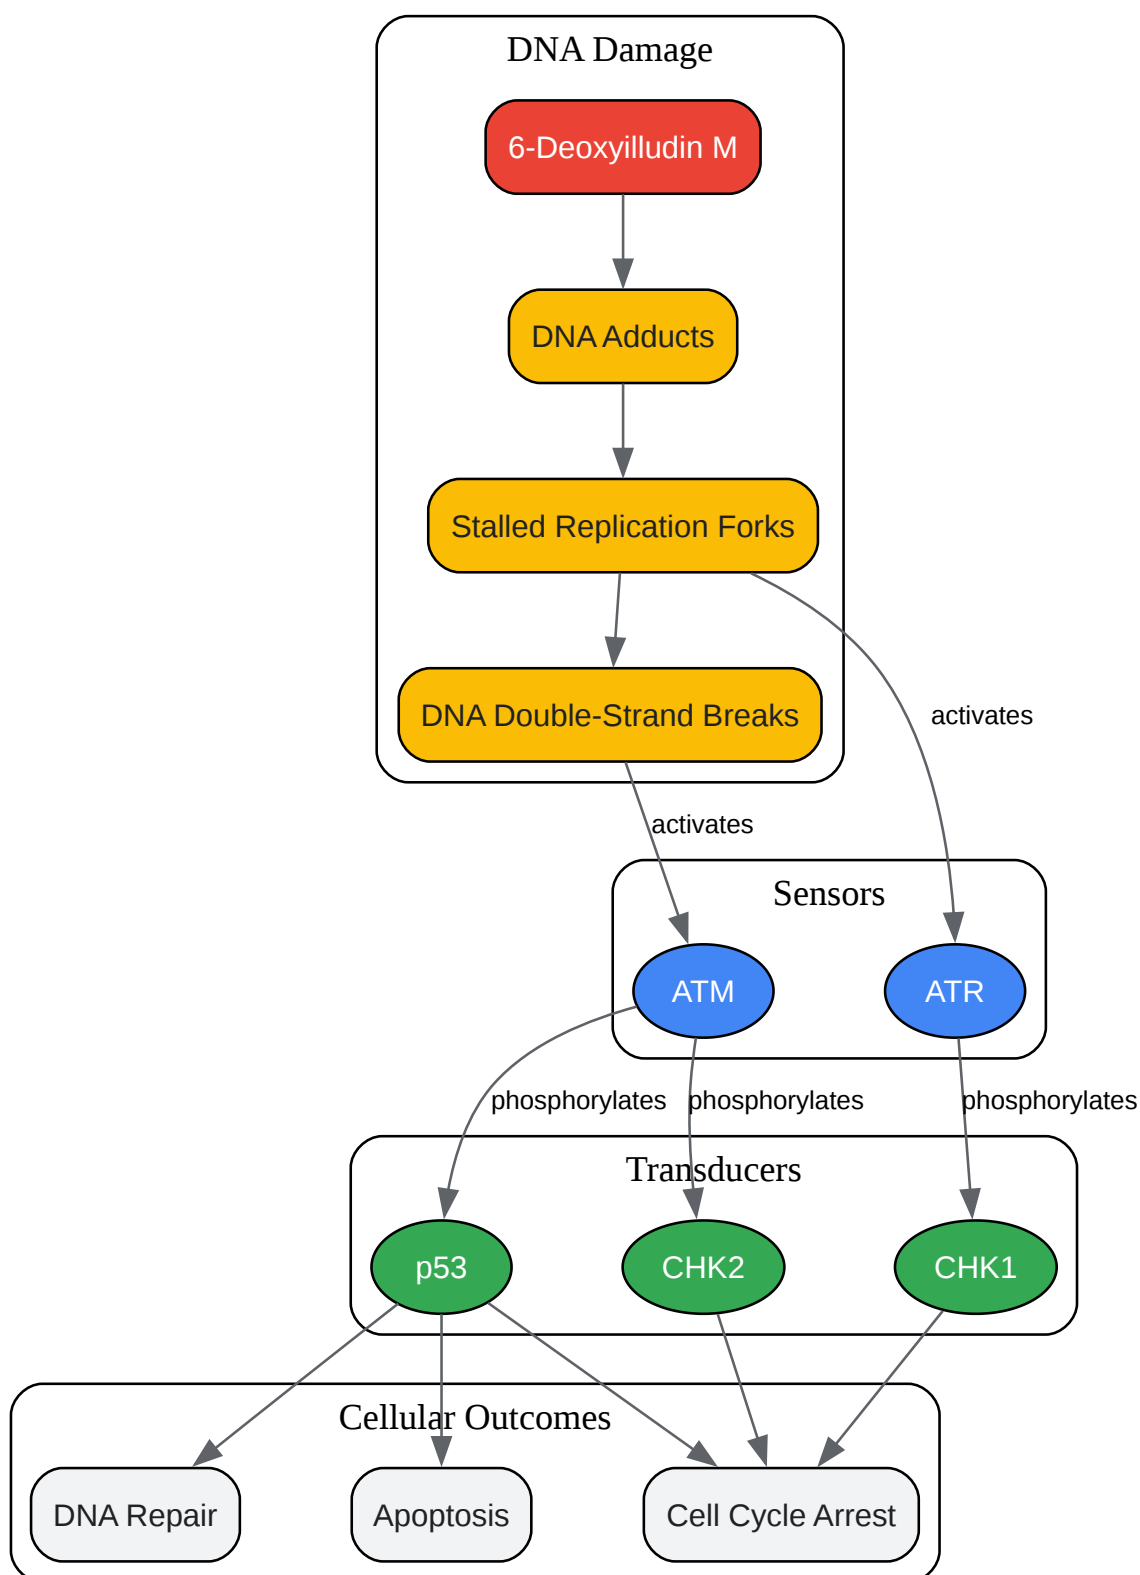 DNA Damage
6-Deoxyilludin M
DNA Adducts
Stalled Replication Forks
DNA Double-Strand Breaks
activates
activates
Sensors
ATM
ATR
phosphorylates
phosphorylates
phosphorylates
Transducers
p53
CHK2
CHK1
Cellular Outcomes
DNA Repair
Apoptosis
Cell Cycle Arrest